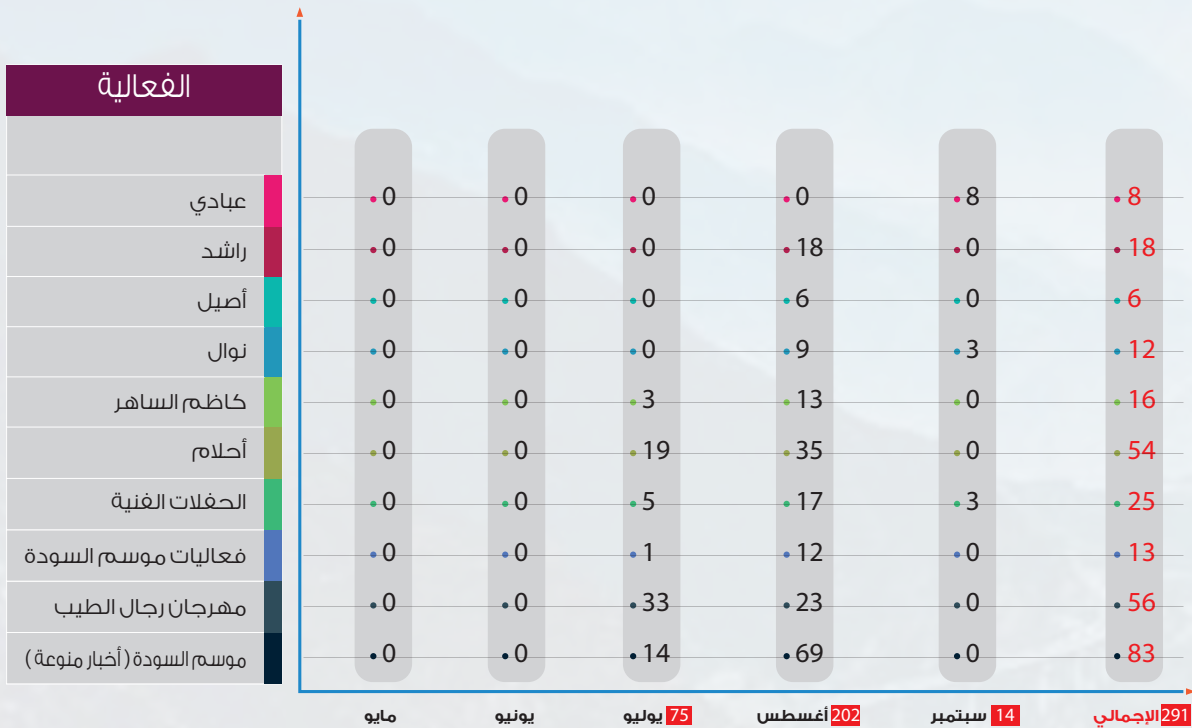 الفعالية
عبادي 0 0 0 0 8 8
راشد 0 0 0 18 0 18
أصيل 0 0 0 6 0 6
نوال 0 0 0 9 3 12
كاظم الساهر 0 0 3 13 0 16
أحلام 0 0 19 35 0 54
الحفلات الفنية 0 0 5 17 3 25
فعاليات موسم السودة 0 0 1 12 0 13
مهرجان رجال الطيب 0 0 33 23 0 56
موسم السودة ( أخبار منوعة ) 0 0 14 69 0 83
مايو يونيو 75 يوليو 202 أغسطس 14 سبتمبر 291 الإجمالي